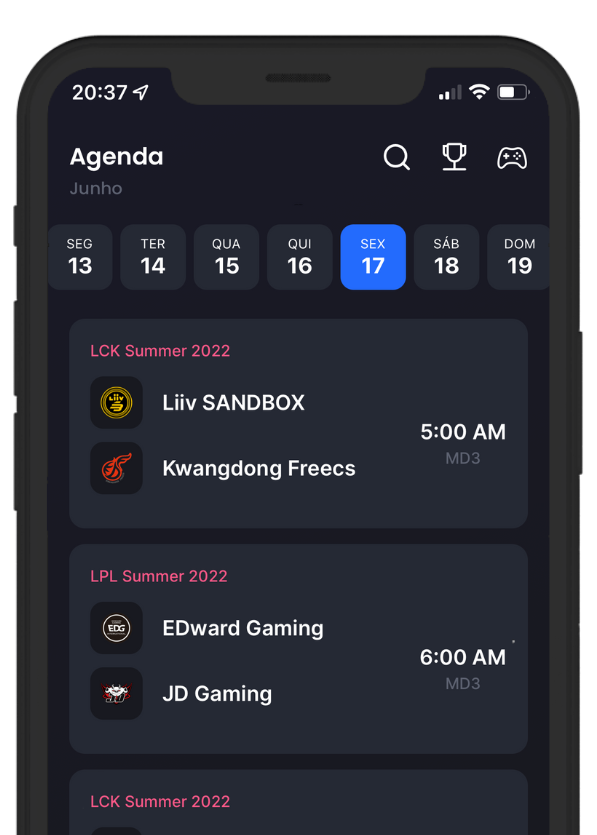 20:37
Agenda
Junho
SEG TER QUA QUI SEX SÁB DOM
13 14 15 16 17 18 19
LCK Summer 2022
Liiv
Liiv SANDBOX
5:00 AM
MD3
Kwangdong Freecs
LPL Summer 2022
EDG
EDward Gaming
6:00 AM
MD3
JD Gaming
LCK Summer 2022